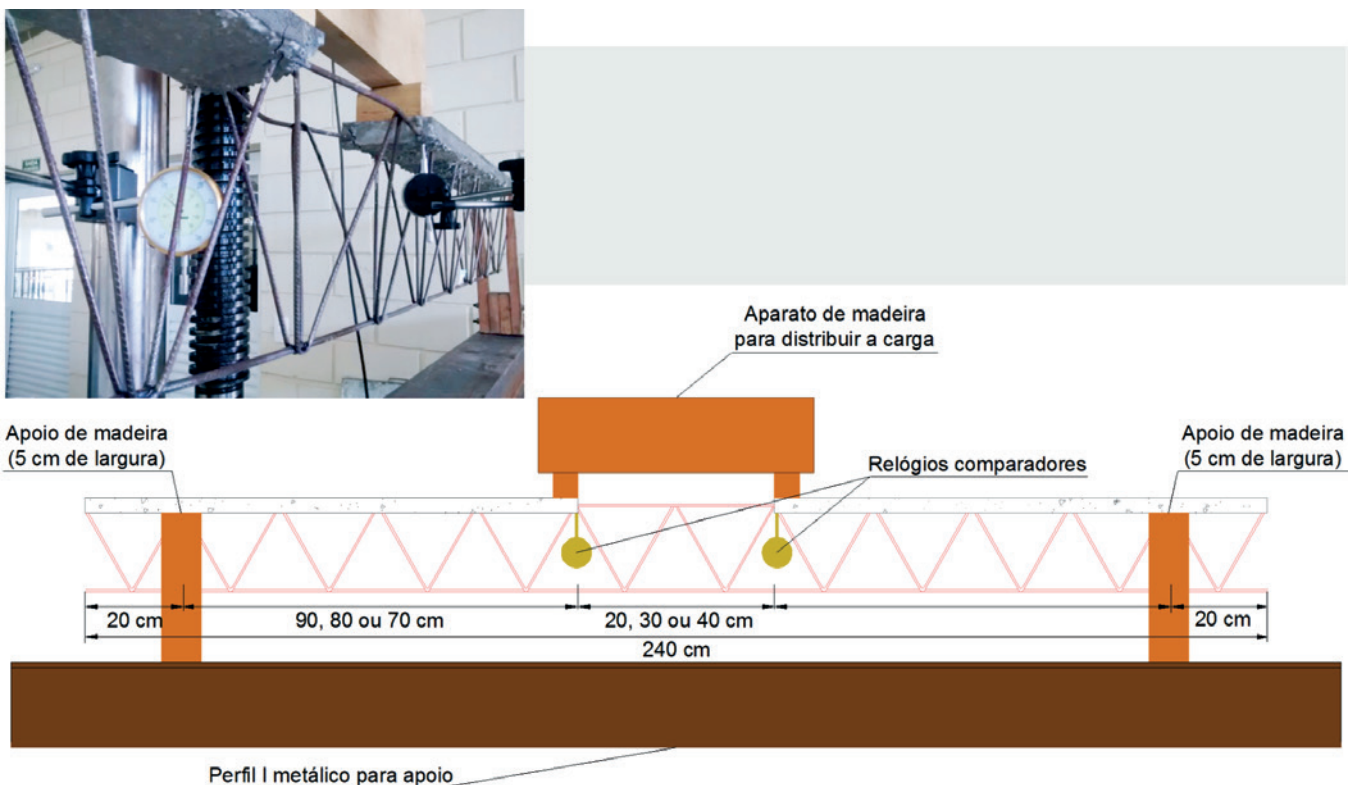 Aparato de madeira
para distribuir a carga
Apoio de madeira
(5 cm de largura)
Relógios comparadores
Apoio de madeira
(5 cm de largura)
20 cm
90, 80 ou 70 cm
20, 30 ou 40 cm
20 cm
240 cm
Perfil I metálico para apoio